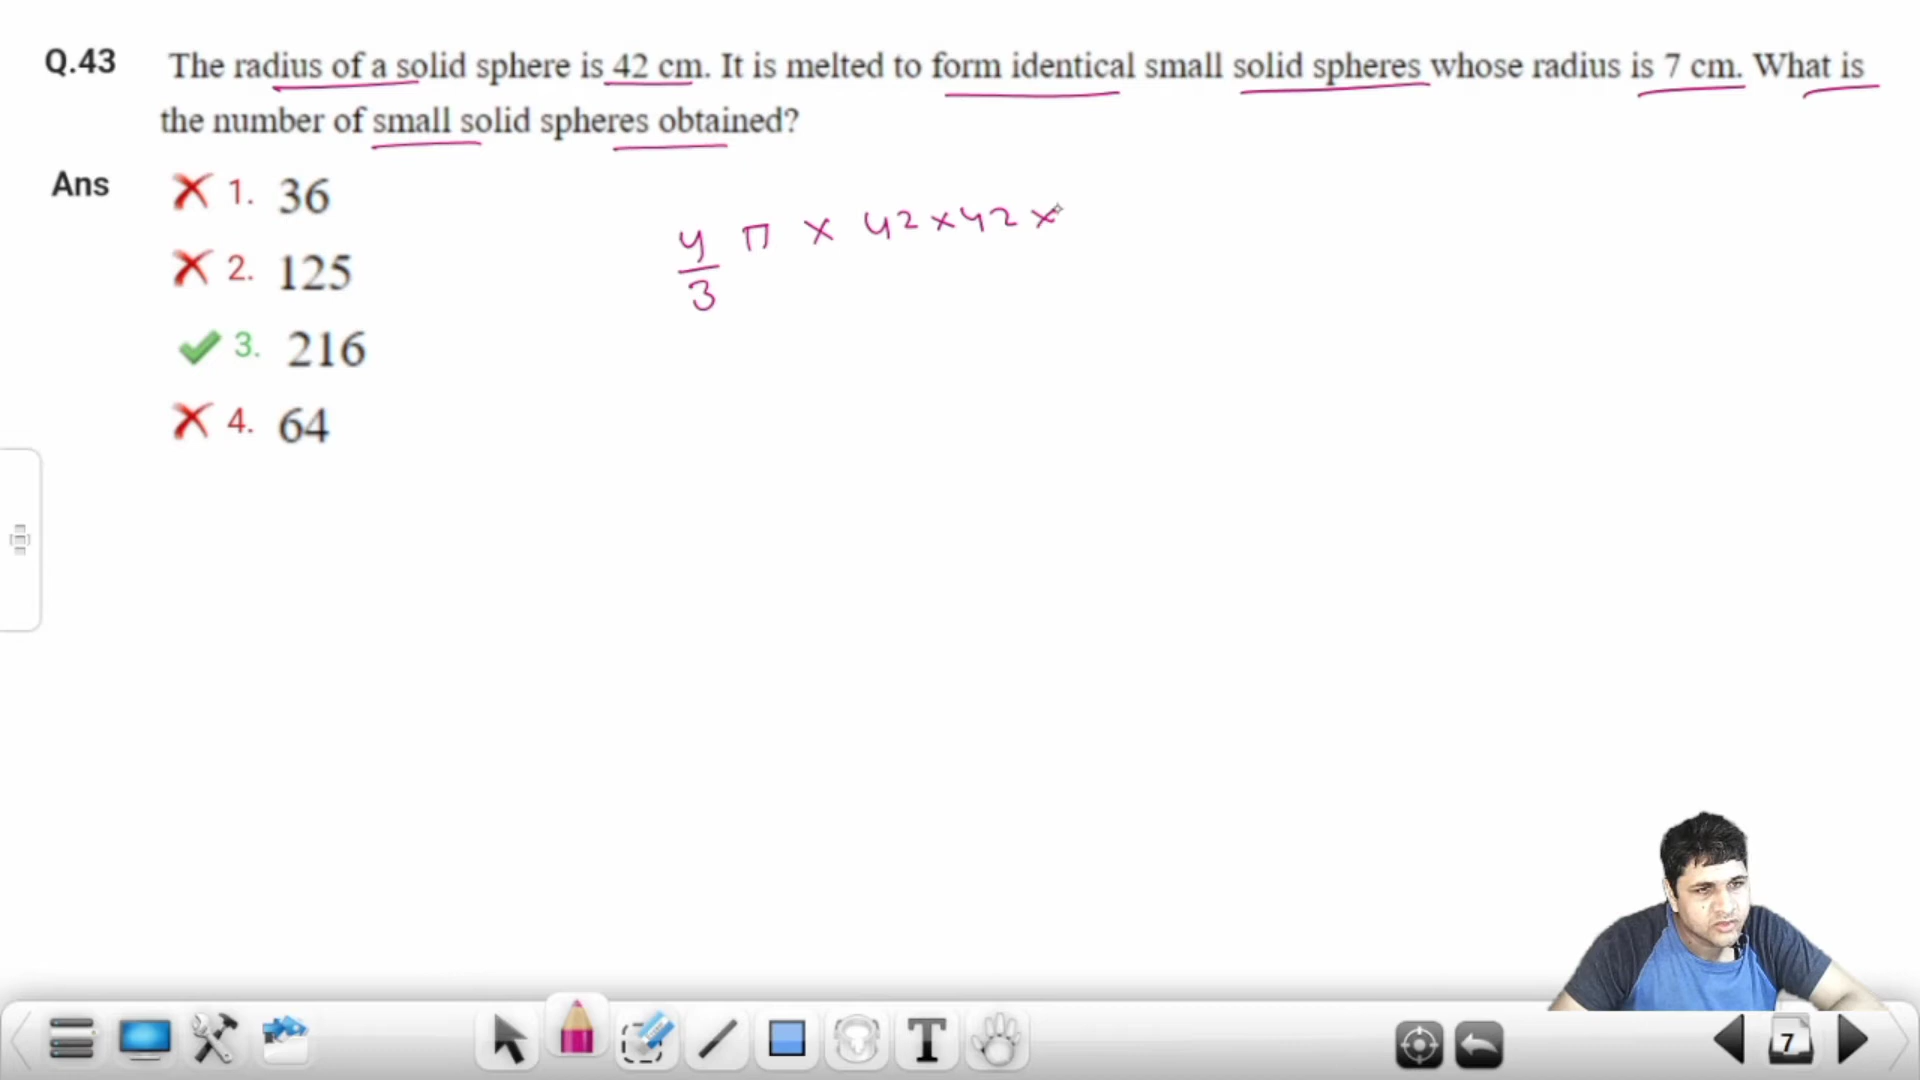 Q.43 The radius of a solid sphere is 42 cm. It is melted to form identical small solid spheres whose radius is 7 cm. What is
the number of small solid spheres obtained?
Ans 1. 36
2. 125
3. 216
4. 64
4/3 π × 42 × 42 ×
T
7